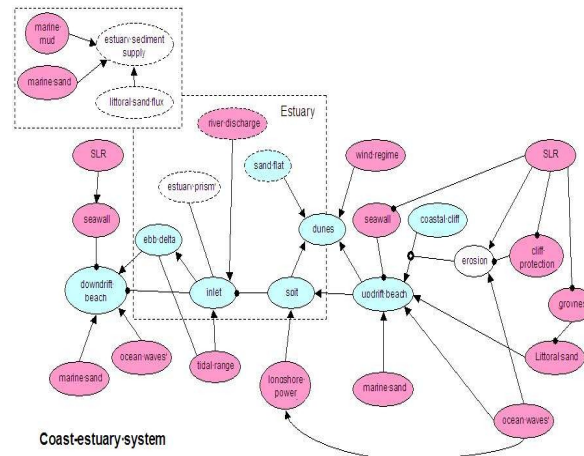 marine·
mud
estuary·sediment
supply
marine·sand
littoral·sand·flux
Estuary
river·discharge
SLR
sand·flat
wind·regime
SLR
estuary·prism'
seawall
seawall
coastal·cliff
ebb·delta
dunes
erosion
cliff
protection
downdrift·
beach
inlet
spit
updrift·beach
groynes
marine·sand
ocean·waves'
tidal·range
longshore·
power
marine·sand
Littoral·sand
ocean·waves'
Coast-estuary·system